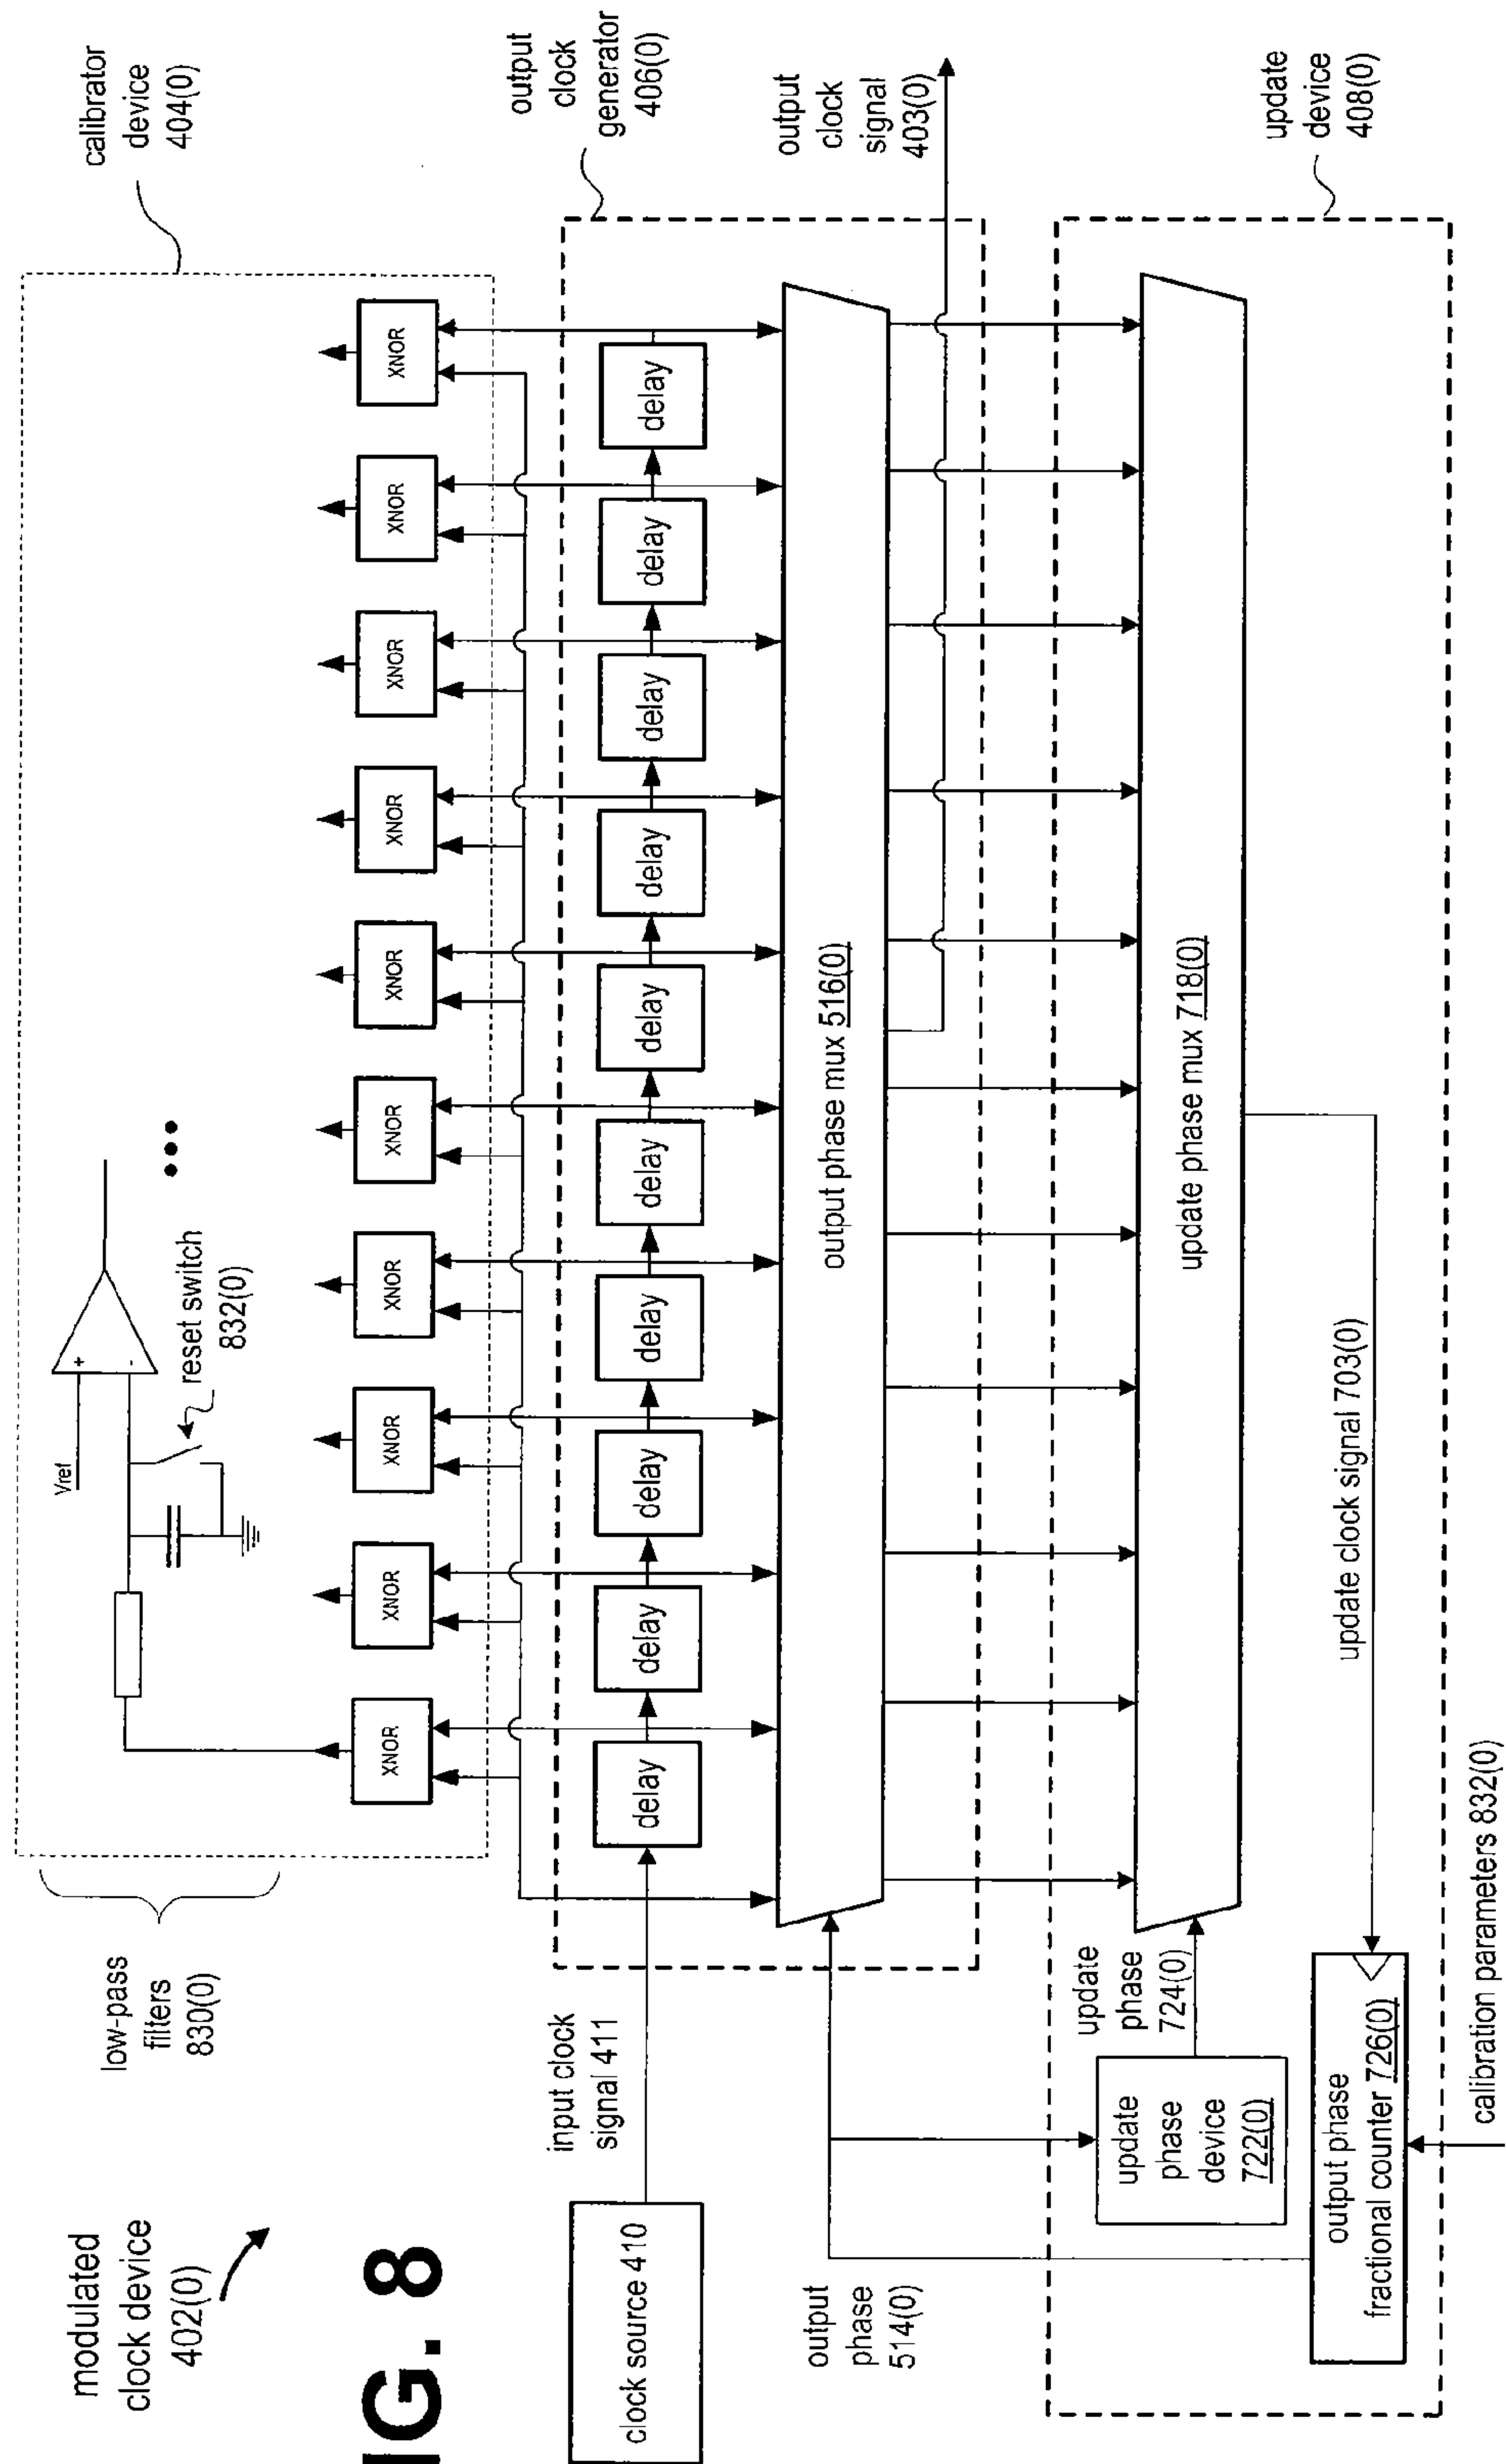 modulated
clock device
402(0)
IG. 8
low-pass
filters
830(0)
calibrator
device
404(0)
Vref
+
-
reset switch
832(0)
•••
XNOR
XNOR
XNOR
XNOR
XNOR
XNOR
XNOR
XNOR
XNOR
XNOR
output
clock
generator
406(0)
clock source 410
input clock
signal 411
delay
delay
delay
delay
delay
delay
delay
delay
delay
delay
output phase mux 516(0)
output
clock
signal
403(0)
output
phase
514(0)
update
device
408(0)
update
phase
724(0)
update phase mux 718(0)
update
phase
device
722(0)
update clock signal 703(0)
output phase
fractional counter 726(0)
calibration parameters 832(0)